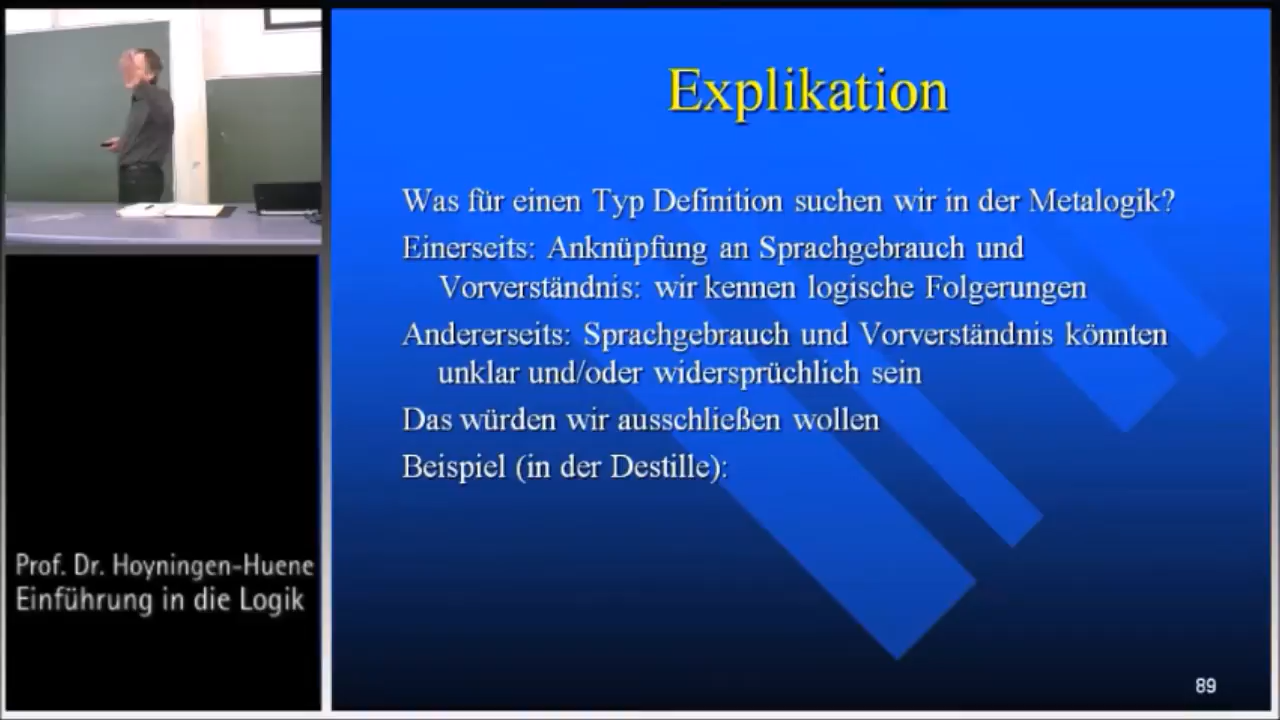 Explikation
Was für einen Typ Definition suchen wir in der Metalogik?
Einerseits: Anknüpfung an Sprachgebrauch und
Vorverständnis: wir kennen logische Folgerungen
Andererseits: Sprachgebrauch und Vorverständnis könnten
unklar und/oder widersprüchlich sein
Das würden wir ausschließen wollen
Beispiel (in der Destille):
Prof. Dr. Hoyningen-Huene
Einführung in die Logik
89